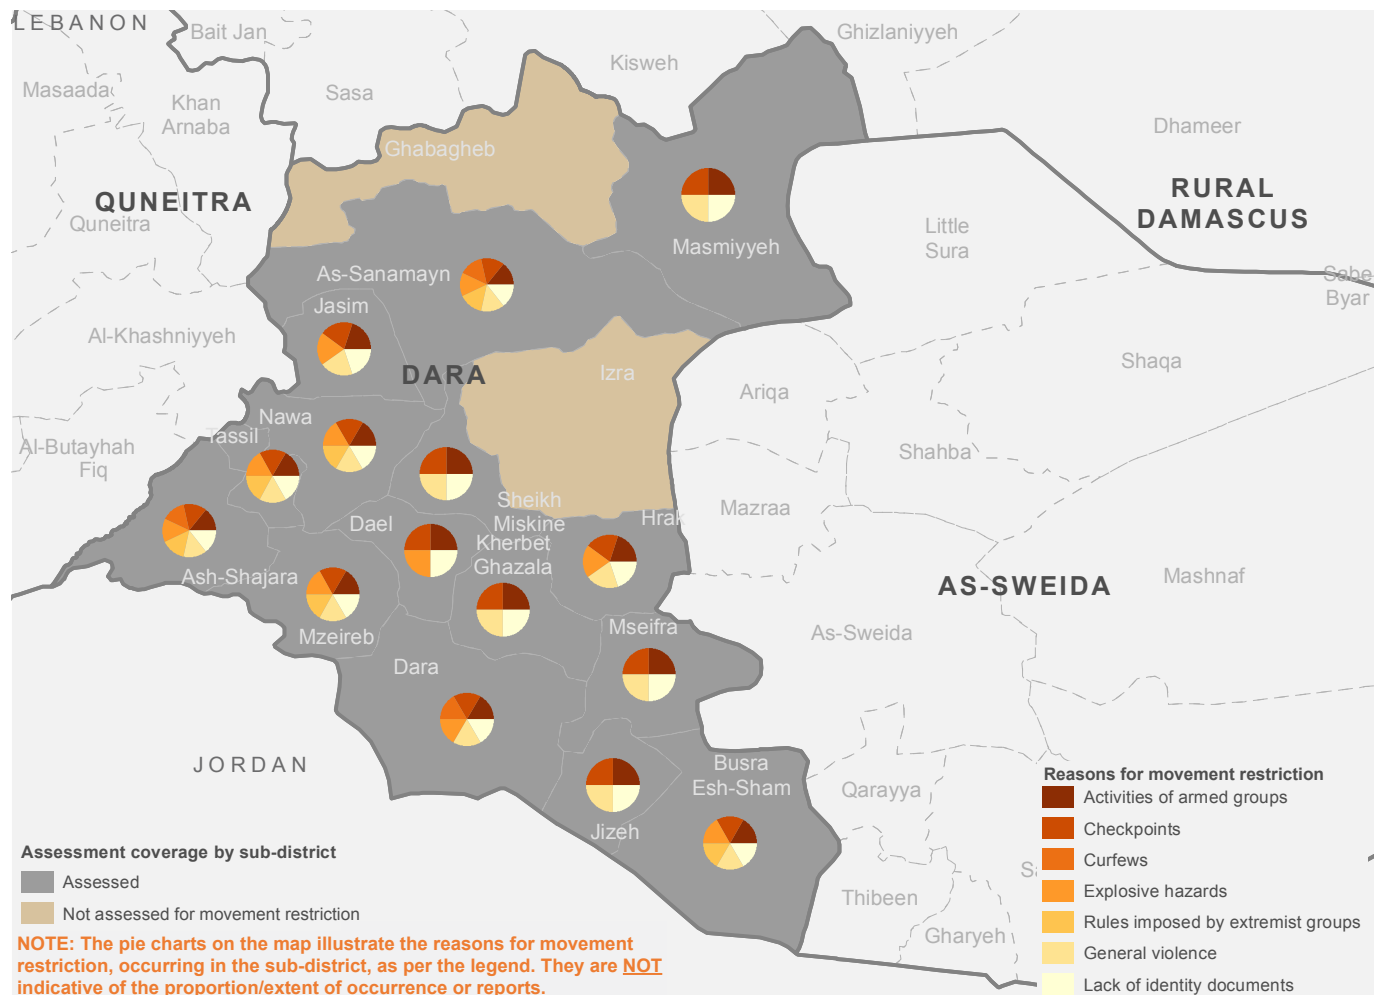 LEBANON
Bait Jan
Ghizlaniyyeh
Kisweh
Masaada
Sasa
Khan
Arnaba
Dhameer
Ghabagheb
QUNEITRA
RURAL
DAMASCUS
Quneitra
Little
Sura
Masmiyyeh
As-Sanamayn
Sabe
Byar
Jasim
Al-Khashniyyeh
Shaqa
DARA
Izra
Ariqa
Nawa
Tassil
Al-Butayhah
Fiq
Shahba
Sheikh
Miskine
Mazraa
Hrak
Dael
Kherbet
Ghazala
Ash-Shajara
AS-SWEIDA
Mashnaf
Mzeireb
Mseifra
As-Sweida
Dara
JORDAN
Busra
Esh-Sham
Qarayya
Jizeh
Thibeen
Gharyeh
Reasons for movement restriction
Activities of armed groups
Checkpoints
Curfews
Explosive hazards
Rules imposed by extremist groups
General violence
Lack of identity documents
Assessment coverage by sub-district
Assessed
Not assessed for movement restriction
NOTE: The pie charts on the map illustrate the reasons for movement
restriction, occurring in the sub-district, as per the legend. They are NOT
indicative of the proportion/extent of occurrence or reports.